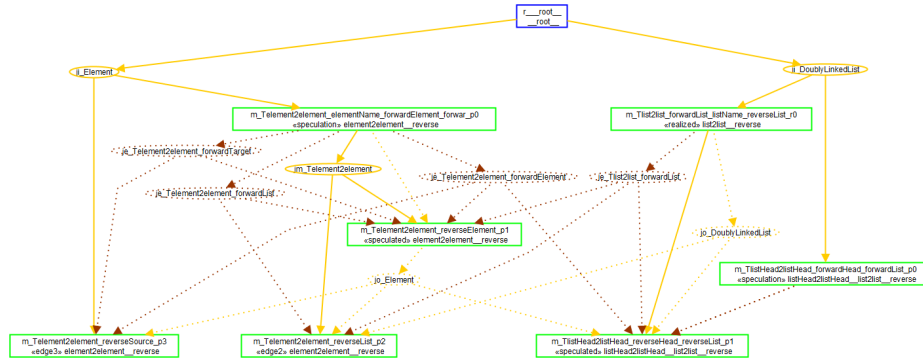 r___root__
__root__
ii_Element
ii_DoublyLinkedList
m_Telement2element_elementName_forwardElement_forwar_p0
«speculation» element2element__reverse
m_Tlist2list_forwardList_listName_reverseList_r0
«realized» list2list__reverse
je_Telement2element_forwardTarget
im_Telement2element
je_Telement2element_forwardElement
je_Tlist2list_forwardList
je_Telement2element_forwardList
m_Telement2element_reverseElement_p1
«speculated» element2element__reverse
jo_DoublyLinkedList
m_TlistHead2listHead_forwardHead_forwardList_p0
«speculation» listHead2listHead__list2list__reverse
jo_Element
m_Telement2element_reverseSource_p3
«edge3» element2element__reverse
m_Telement2element_reverseList_p2
«edge2» element2element__reverse
m_TlistHead2listHead_reverseHead_reverseList_p1
«speculated» listHead2listHead__list2list__reverse